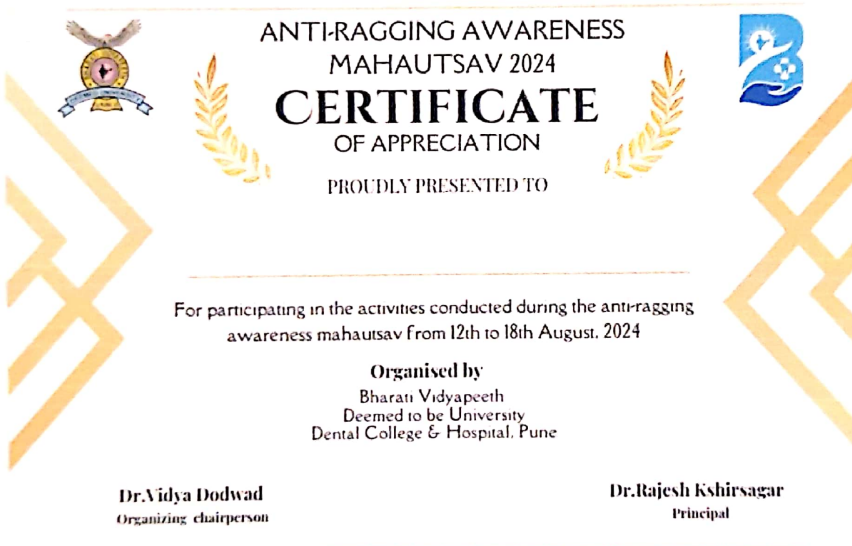 ANTI-RAGGING AWARENESS
MAHAUTSAV 2024
CERTIFICATE
OF APPRECIATION
PROUDLY PRESENTED TO
For participating in the activities conducted during the anti-ragging
awareness mahautsav from 12th to 18th August, 2024
Organised by
Bharati Vidyapeeth
Deemed to be University
Dental College & Hospital, Pune
Dr.Vidya Dodwad
Organizing chairperson
Dr.Rajesh Kshirsagar
Principal